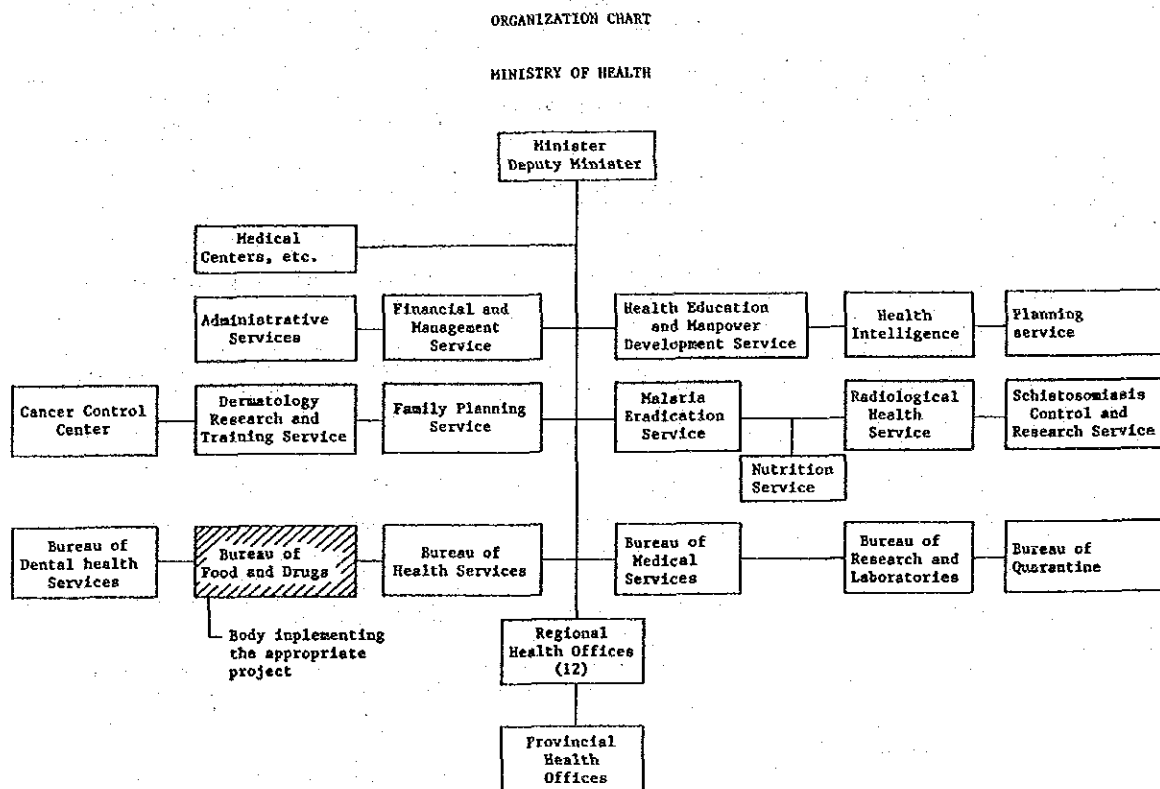 ORGANIZATION CHART
MINISTRY OF HEALTH
Minister
Deputy Minister
Medical
Centers, etc.
Administrative
Services
Financial and
Management
Service
Health Education
and Manpower
Development Service
Health
Intelligence
Planning
service
Cancer Control
Center
Dermatology
Research and
Training Service
Family Planning
Service
Malaria
Eradication
Service
Radiological
Health
Service
Schistosomiasis
Control and
Research Service
Nutrition
Service
Bureau of
Dental health
Services
Bureau of
Food and Drugs
Bureau of
Health Services
Bureau of
Medical
Services
Bureau of
Research and
Laboratories
Bureau of
Quarantine
Body inplementing
the appropriate
project
Regional
Health Offices
(12)
Provincial
Health
Offices